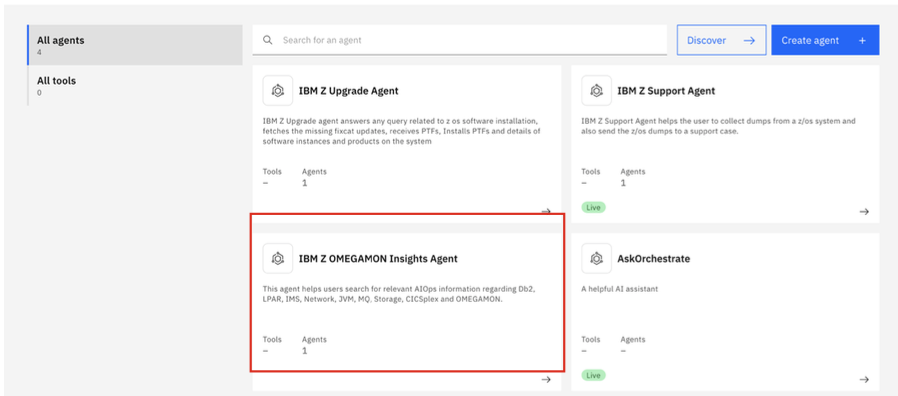 All agents
4
All tools
0
Search for an agent
Discover
Create agent
IBM Z Upgrade Agent
IBM Z Upgrade agent answers any query related to z os software installation,
fetches the missing fixcat updates, receives PTFs, Installs PTFs and details of
software instances and products on the system
Tools Agents
– 1
IBM Z Support Agent
IBM Z Support Agent helps the user to collect dumps from a z/os system and
also send the z/os dumps to a support case.
Tools Agents
– 1
Live
IBM Z OMEGAMON Insights Agent
This agent helps users search for relevant AIOps information regarding Db2,
LPAR, IMS, Network, JVM, MQ, Storage, CICSplex and OMEGAMON.
Tools Agents
– 1
AskOrchestrate
A helpful AI assistant
Tools Agents
– –
Live